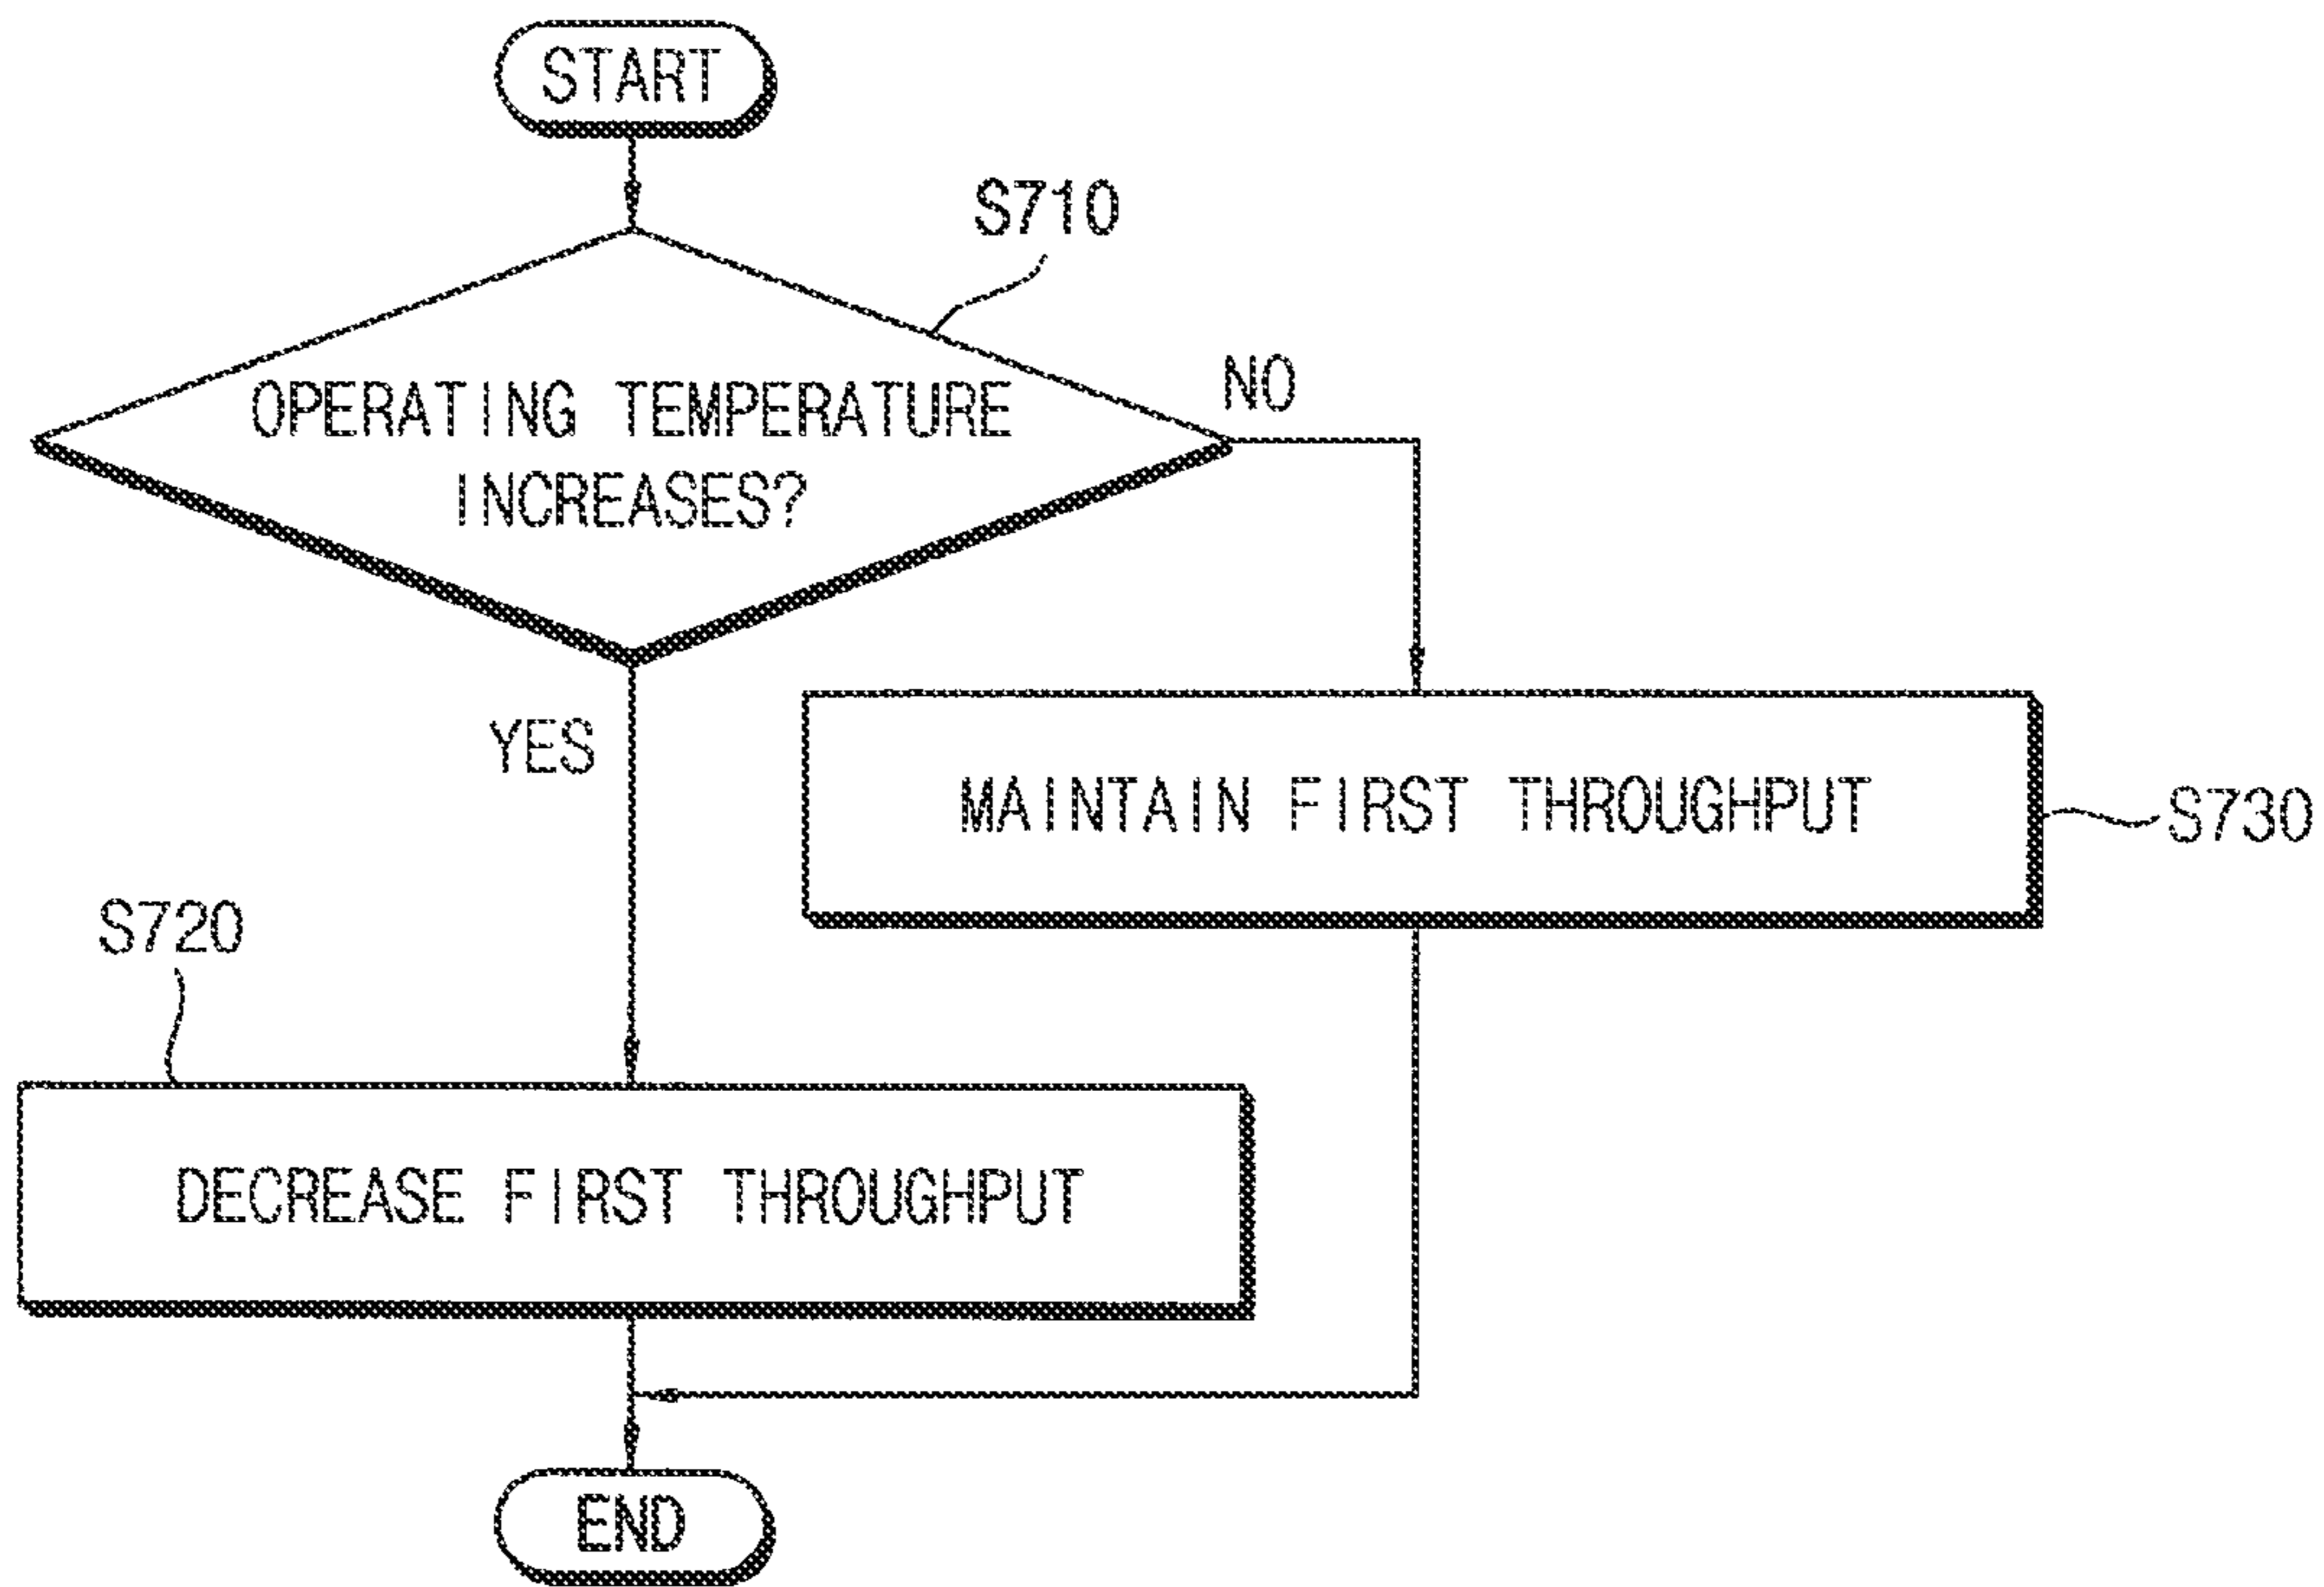 START
S710
OPERATING TEMPERATURE
INCREASES?
NO
YES
MAINTAIN FIRST THROUGHPUT
S730
S720
DECREASE FIRST THROUGHPUT
END